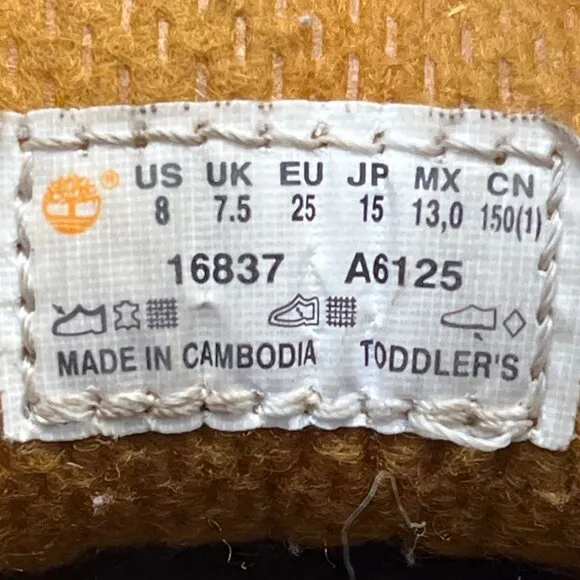 ® US UK EU JP MX CN
8 7.5 25 15 13,0 150(1)
16837 A6125
MADE IN CAMBODIA TODDLER'S